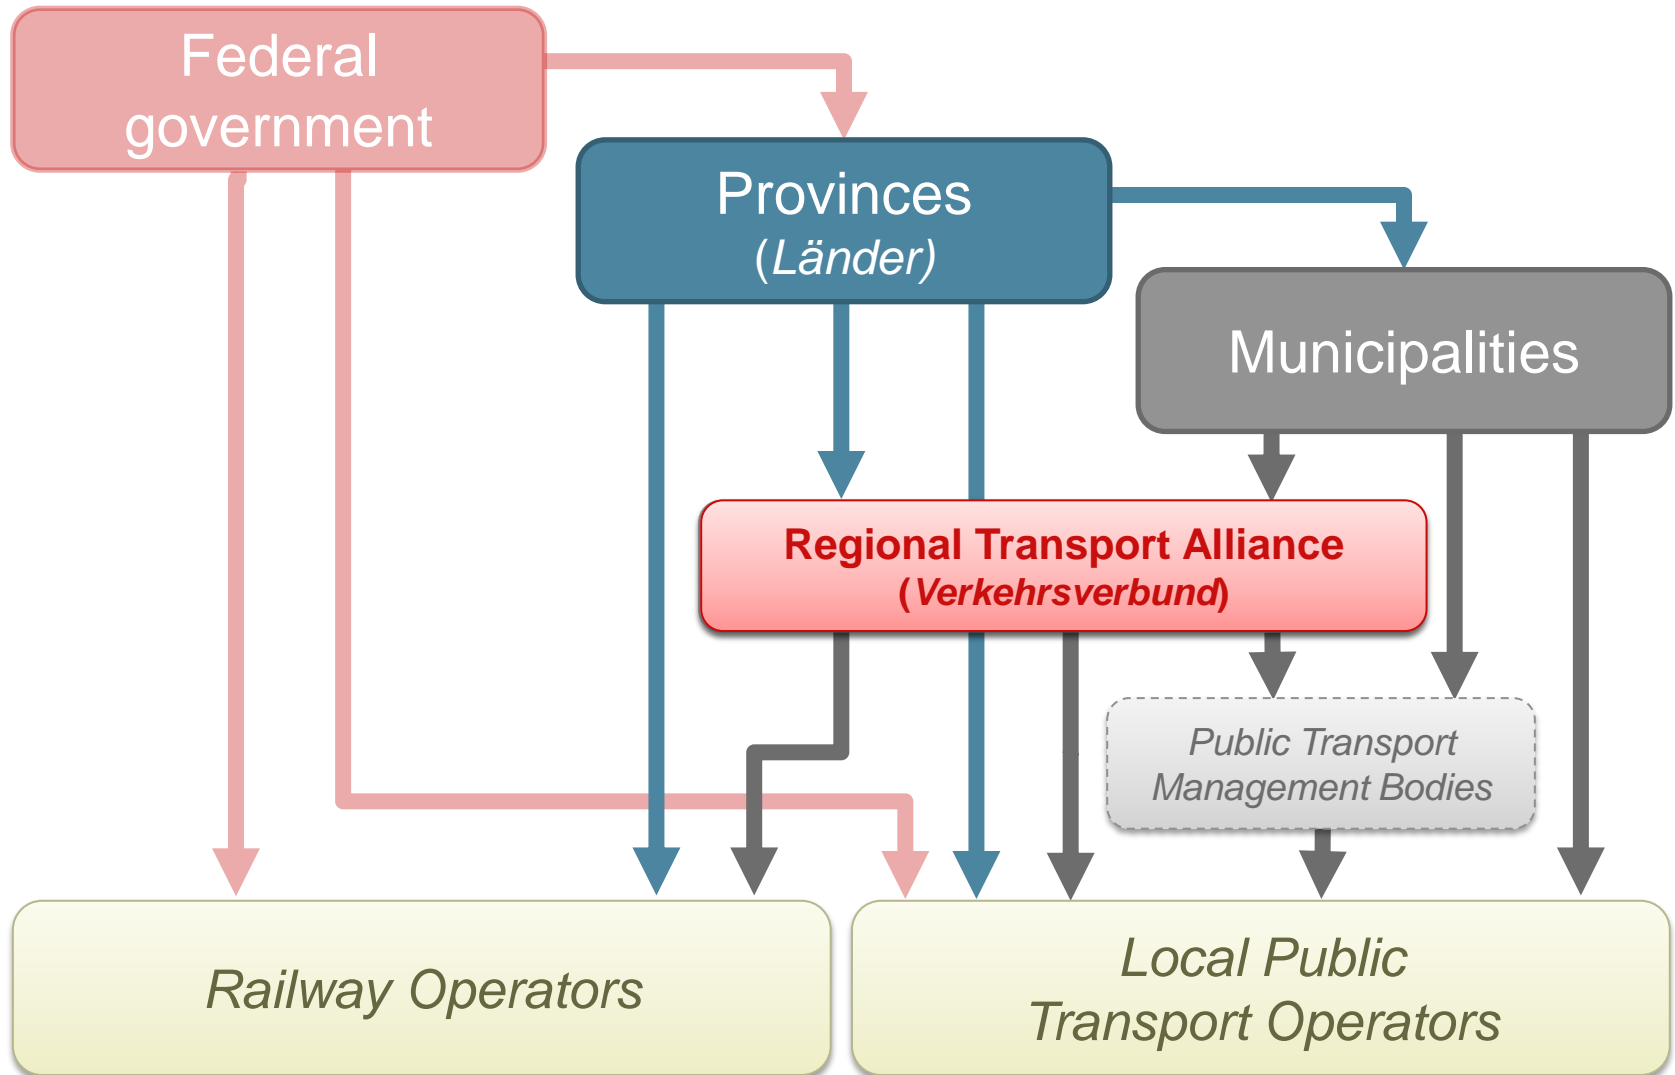 Federal
government
Provinces
(Länder)
Municipalities
Regional Transport Alliance
(Verkehrsverbund)
Public Transport
Management Bodies
Railway Operators
Local Public
Transport Operators